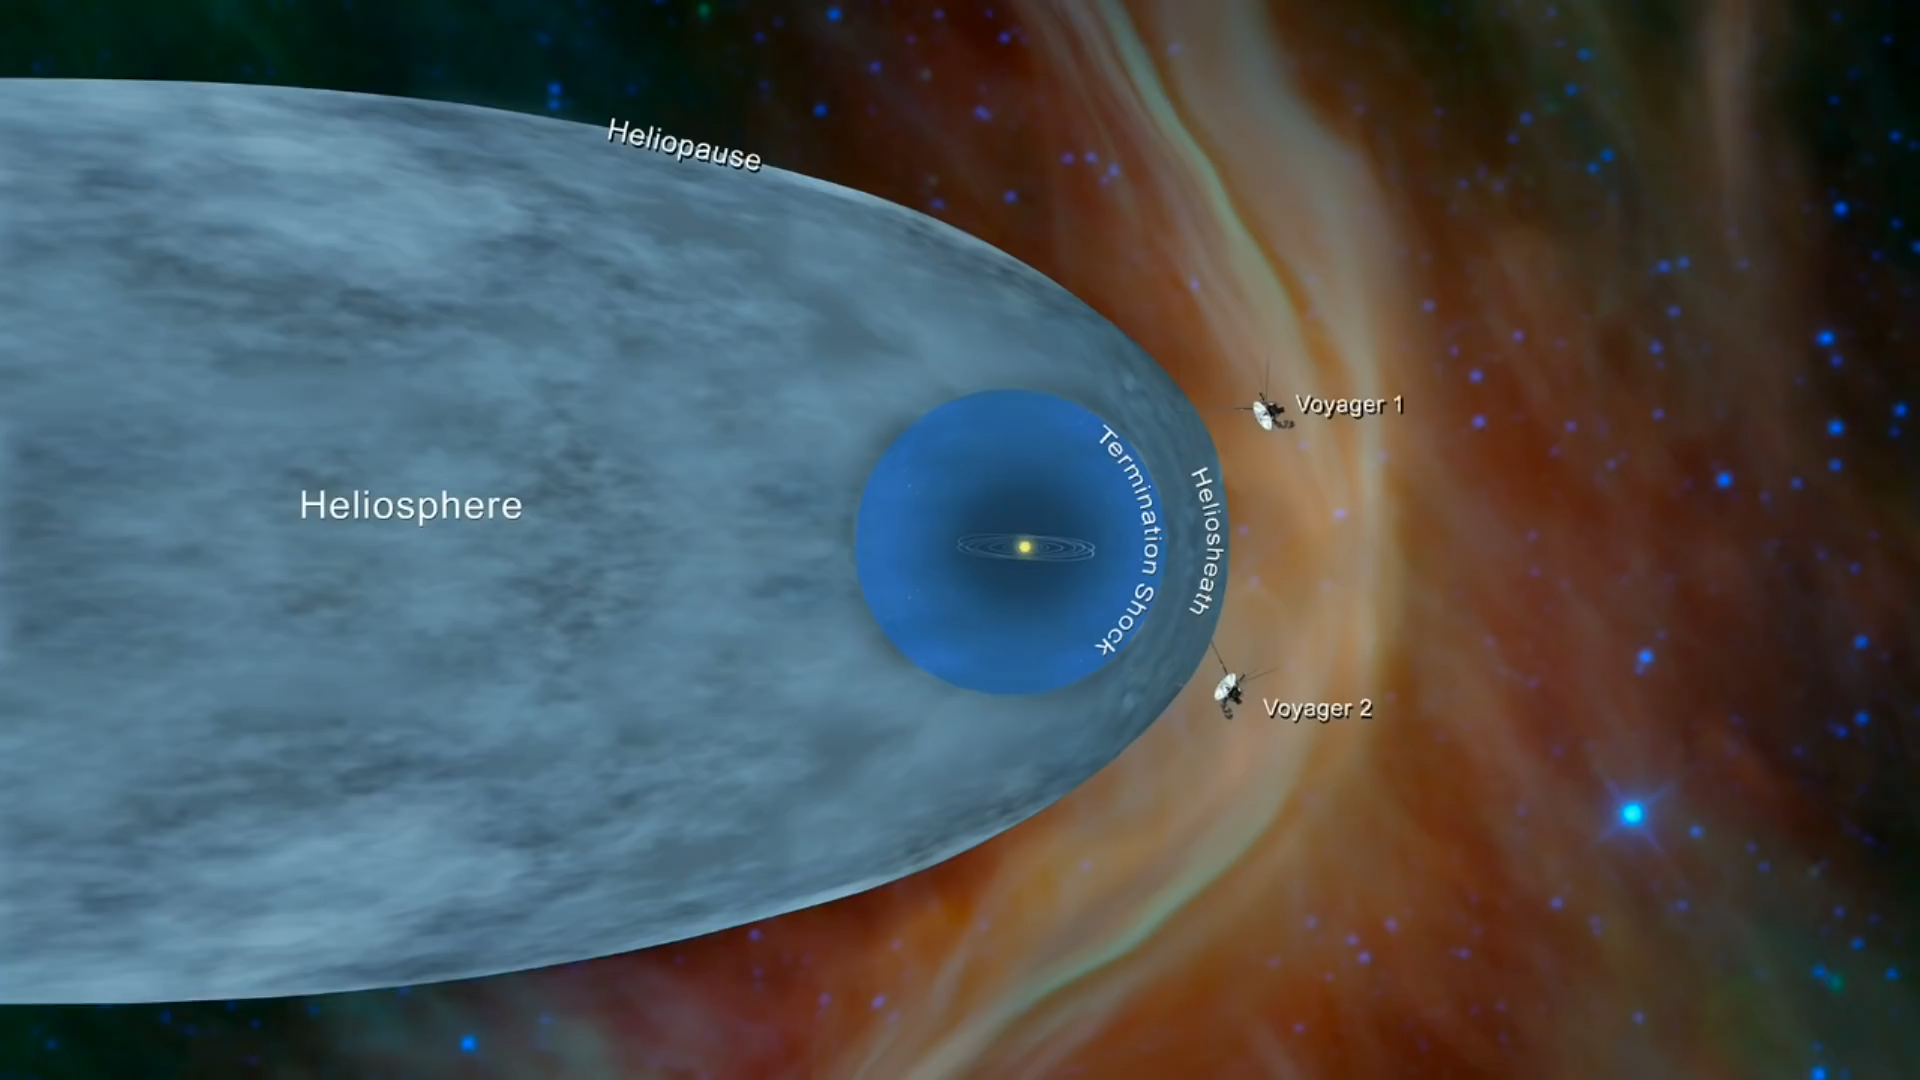 Heliopause
Voyager 1
Heliosphere
Termination Shock
Heliosheath
Voyager 2